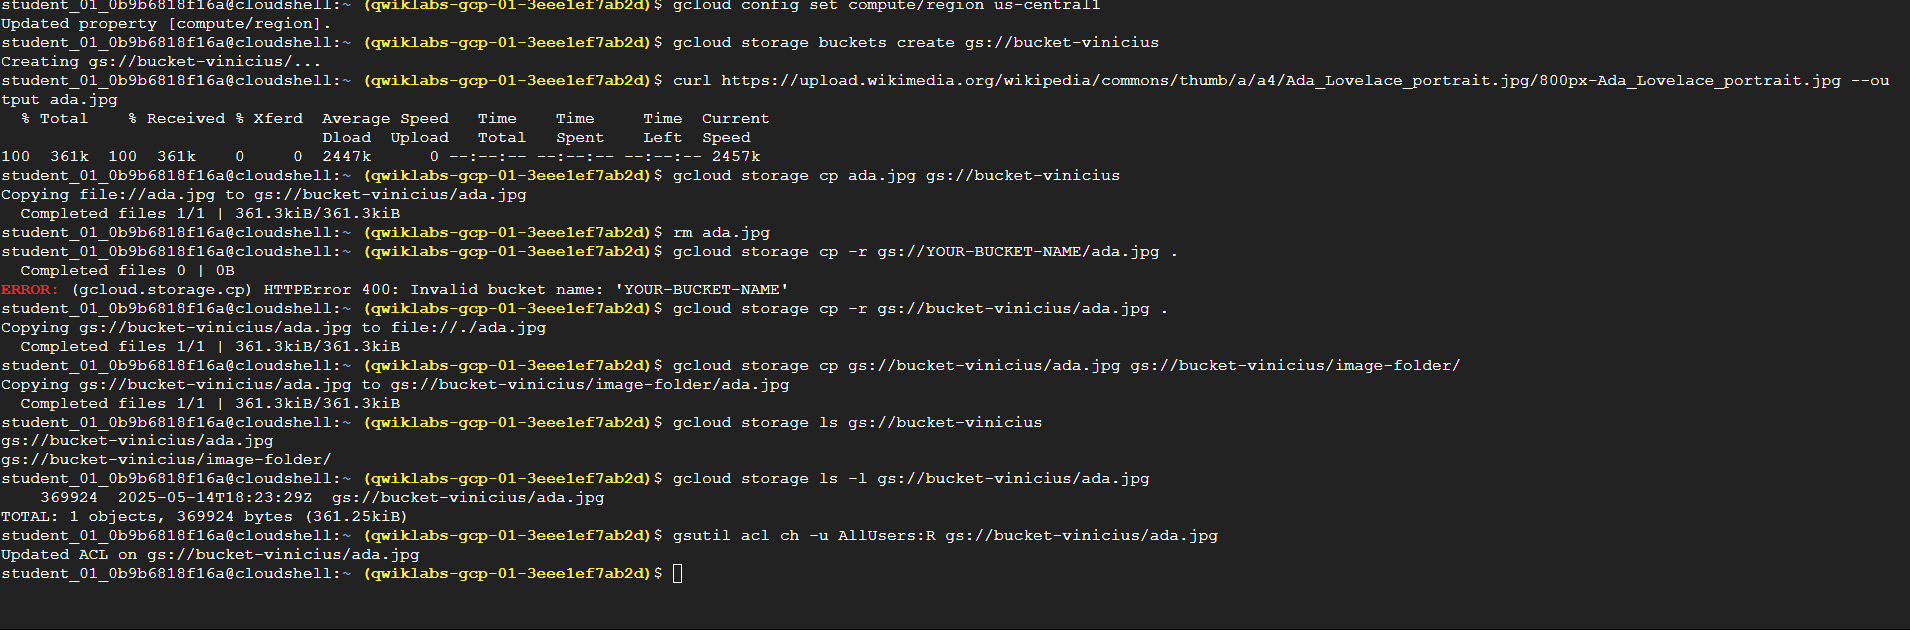 student_01_0b9b6818f16a@cloudshell:~ (qwiklabs-gcp-01-3eee1ef7ab2d)$ gcloud config set compute/region us-central1
Updated property [compute/region].
student_01_0b9b6818f16a@cloudshell:~ (qwiklabs-gcp-01-3eee1ef7ab2d)$ gcloud storage buckets create gs://bucket-vinicius
Creating gs://bucket-vinicius/...
student_01_0b9b6818f16a@cloudshell:~ (qwiklabs-gcp-01-3eee1ef7ab2d)$ curl https://upload.wikimedia.org/wikipedia/commons/thumb/a/a4/Ada_Lovelace_portrait.jpg/800px-Ada_Lovelace_portrait.jpg --ou
tput ada.jpg
  % Total    % Received % Xferd  Average Speed   Time    Time     Time  Current
                                 Dload  Upload   Total   Spent    Left  Speed
100  361k  100  361k    0     0  2447k      0 --:--:-- --:--:-- --:--:-- 2457k
student_01_0b9b6818f16a@cloudshell:~ (qwiklabs-gcp-01-3eee1ef7ab2d)$ gcloud storage cp ada.jpg gs://bucket-vinicius
Copying file://ada.jpg to gs://bucket-vinicius/ada.jpg
  Completed files 1/1 | 361.3kiB/361.3kiB
student_01_0b9b6818f16a@cloudshell:~ (qwiklabs-gcp-01-3eee1ef7ab2d)$ rm ada.jpg
student_01_0b9b6818f16a@cloudshell:~ (qwiklabs-gcp-01-3eee1ef7ab2d)$ gcloud storage cp -r gs://YOUR-BUCKET-NAME/ada.jpg .
  Completed files 0 | 0B
ERROR: (gcloud.storage.cp) HTTPError 400: Invalid bucket name: 'YOUR-BUCKET-NAME'
student_01_0b9b6818f16a@cloudshell:~ (qwiklabs-gcp-01-3eee1ef7ab2d)$ gcloud storage cp -r gs://bucket-vinicius/ada.jpg .
Copying gs://bucket-vinicius/ada.jpg to file://./ada.jpg
  Completed files 1/1 | 361.3kiB/361.3kiB
student_01_0b9b6818f16a@cloudshell:~ (qwiklabs-gcp-01-3eee1ef7ab2d)$ gcloud storage cp gs://bucket-vinicius/ada.jpg gs://bucket-vinicius/image-folder/
Copying gs://bucket-vinicius/ada.jpg to gs://bucket-vinicius/image-folder/ada.jpg
  Completed files 1/1 | 361.3kiB/361.3kiB
student_01_0b9b6818f16a@cloudshell:~ (qwiklabs-gcp-01-3eee1ef7ab2d)$ gcloud storage ls gs://bucket-vinicius
gs://bucket-vinicius/ada.jpg
gs://bucket-vinicius/image-folder/
student_01_0b9b6818f16a@cloudshell:~ (qwiklabs-gcp-01-3eee1ef7ab2d)$ gcloud storage ls -l gs://bucket-vinicius/ada.jpg
    369924  2025-05-14T18:23:29Z  gs://bucket-vinicius/ada.jpg
TOTAL: 1 objects, 369924 bytes (361.25kiB)
student_01_0b9b6818f16a@cloudshell:~ (qwiklabs-gcp-01-3eee1ef7ab2d)$ gsutil acl ch -u AllUsers:R gs://bucket-vinicius/ada.jpg
Updated ACL on gs://bucket-vinicius/ada.jpg
student_01_0b9b6818f16a@cloudshell:~ (qwiklabs-gcp-01-3eee1ef7ab2d)$